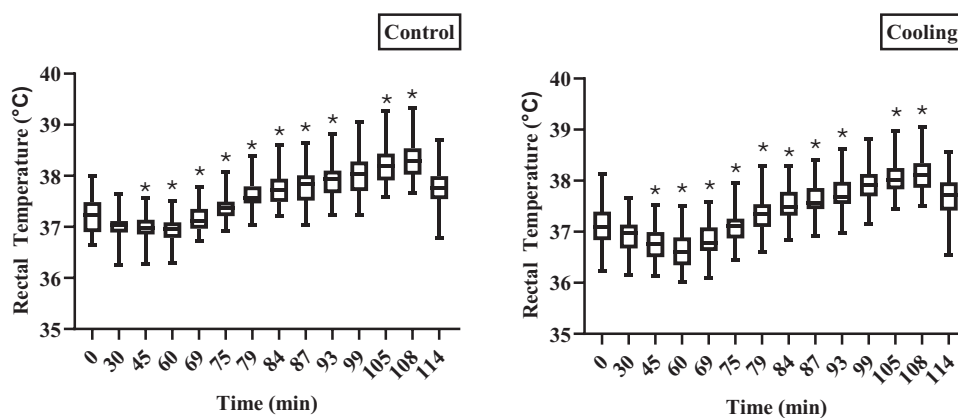 Control
Rectal Temperature (°C)
40
39
38
37
36
35
* * * * * * * * * *
0 30 45 60 69 75 79 84 87 93 99 105 108 114
Time (min)
Cooling
Rectal Temperature (°C)
40
39
38
37
36
35
* * * * * * * * * *
0 30 45 60 69 75 79 84 87 93 99 105 108 114
Time (min)